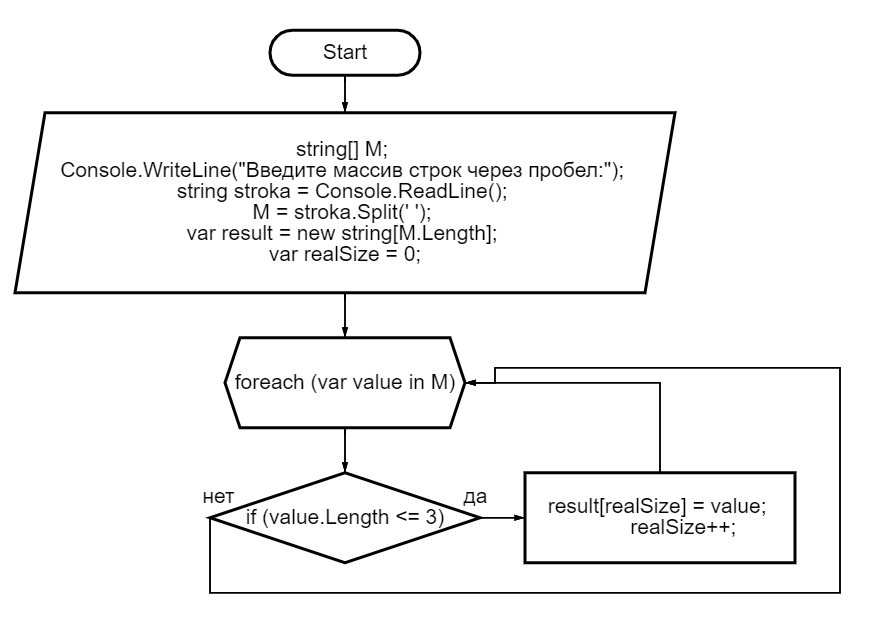 Start
string[] M;
Console.WriteLine("Введите массив строк через пробел:");
string stroka = Console.ReadLine();
M = stroka.Split(' ');
var result = new string[M.Length];
var realSize = 0;
foreach (var value in M)
нет
да
if (value.Length <= 3)
result[realSize] = value;
realSize++;